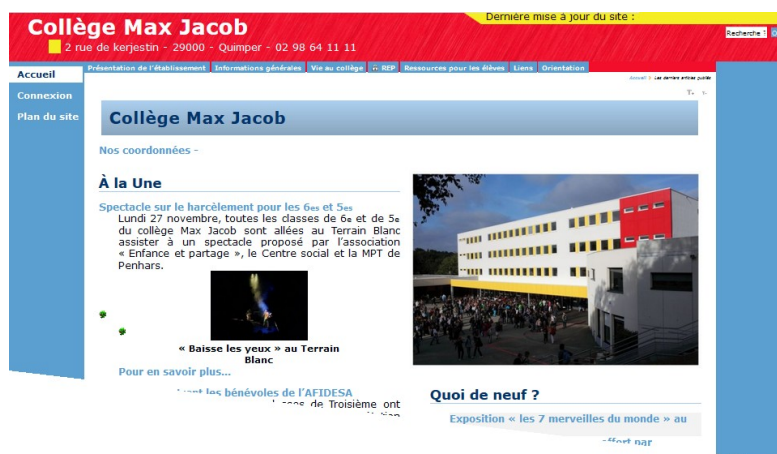 Dernière mise à jour du site :
Collège Max Jacob
2 rue de kerjestin - 29000 - Quimper - 02 98 64 11 11
Recherche
Présentation de l'établissement Informations générales Vie au collège REP Ressources pour les élèves Liens Orientation
Accueil
Accueil > Les derniers articles publiés
Connexion
Plan du site
Collège Max Jacob
Nos coordonnées -
À la Une
Spectacle sur le harcèlement pour les 6es et 5es
Lundi 27 novembre, toutes les classes de 6e et de 5e
du collège Max Jacob sont allées au Terrain Blanc
assister à un spectacle proposé par l'association
« Enfance et partage », le Centre social et la MPT de
Penhars.
« Baisse les yeux » au Terrain
Blanc
Pour en savoir plus...
les bénévoles de l'AFIDESA
de Troisième ont
Quoi de neuf ?
Exposition « les 7 merveilles du monde » au
offert par